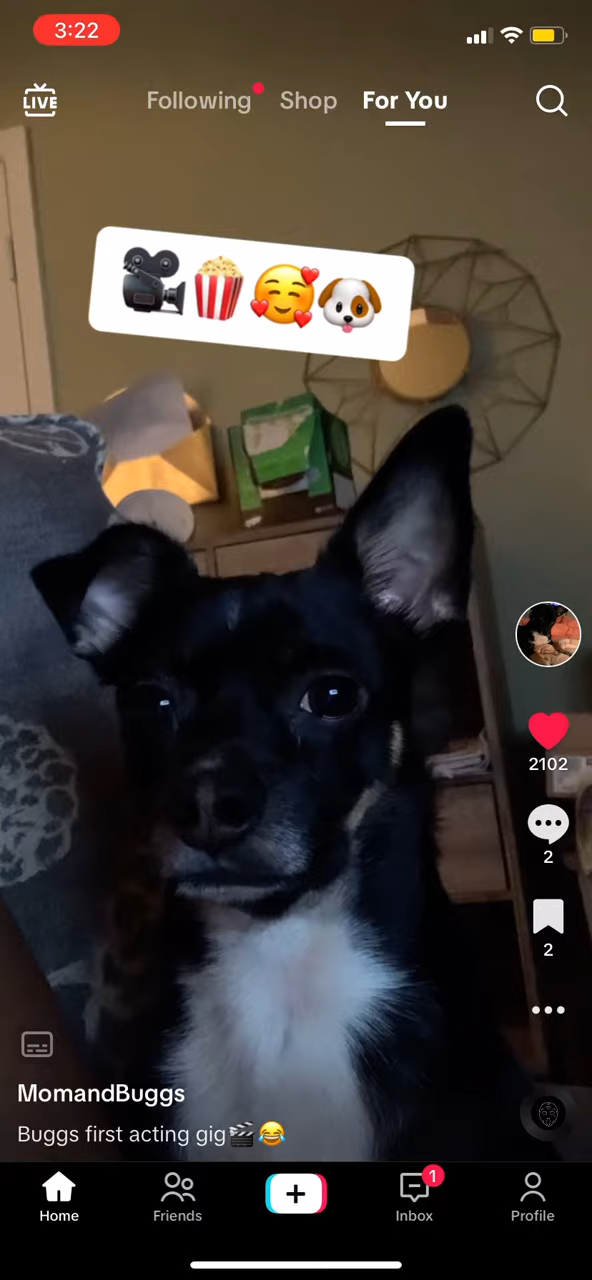 3:22
LIVE
Following Shop For You
2102
2
2
MomandBuggs
Buggs first acting gig🎬😂
1
Home Friends Inbox Profile